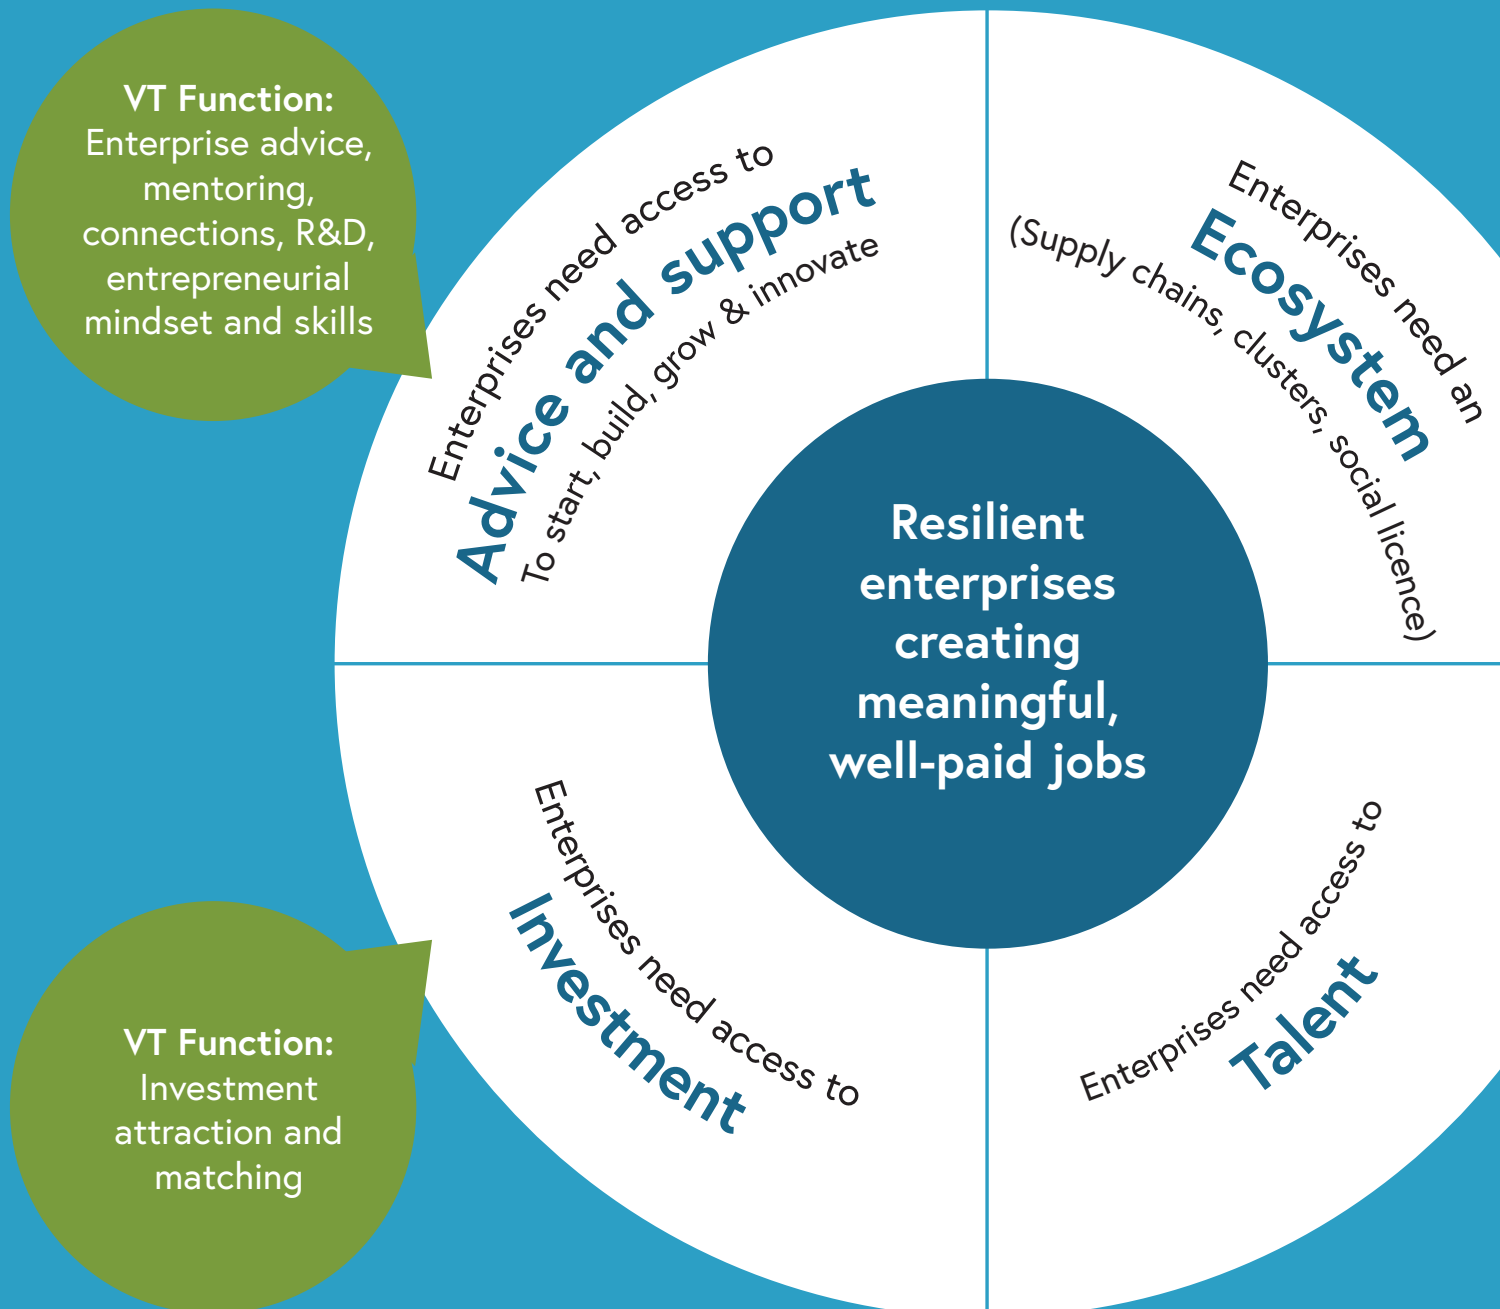 VT Function:
Enterprise advice,
mentoring,
connections, R&D,
entrepreneurial
mindset and skills
Enterprises need access to
Advice and support
To start, build, grow & innovate
Enterprises need an
Ecosystem
(Supply chains, clusters, social licence)
Resilient
enterprises
creating
meaningful,
well-paid jobs
VT Function:
Investment
attraction and
matching
Enterprises need access to
Investment
Enterprises need access to
Talent